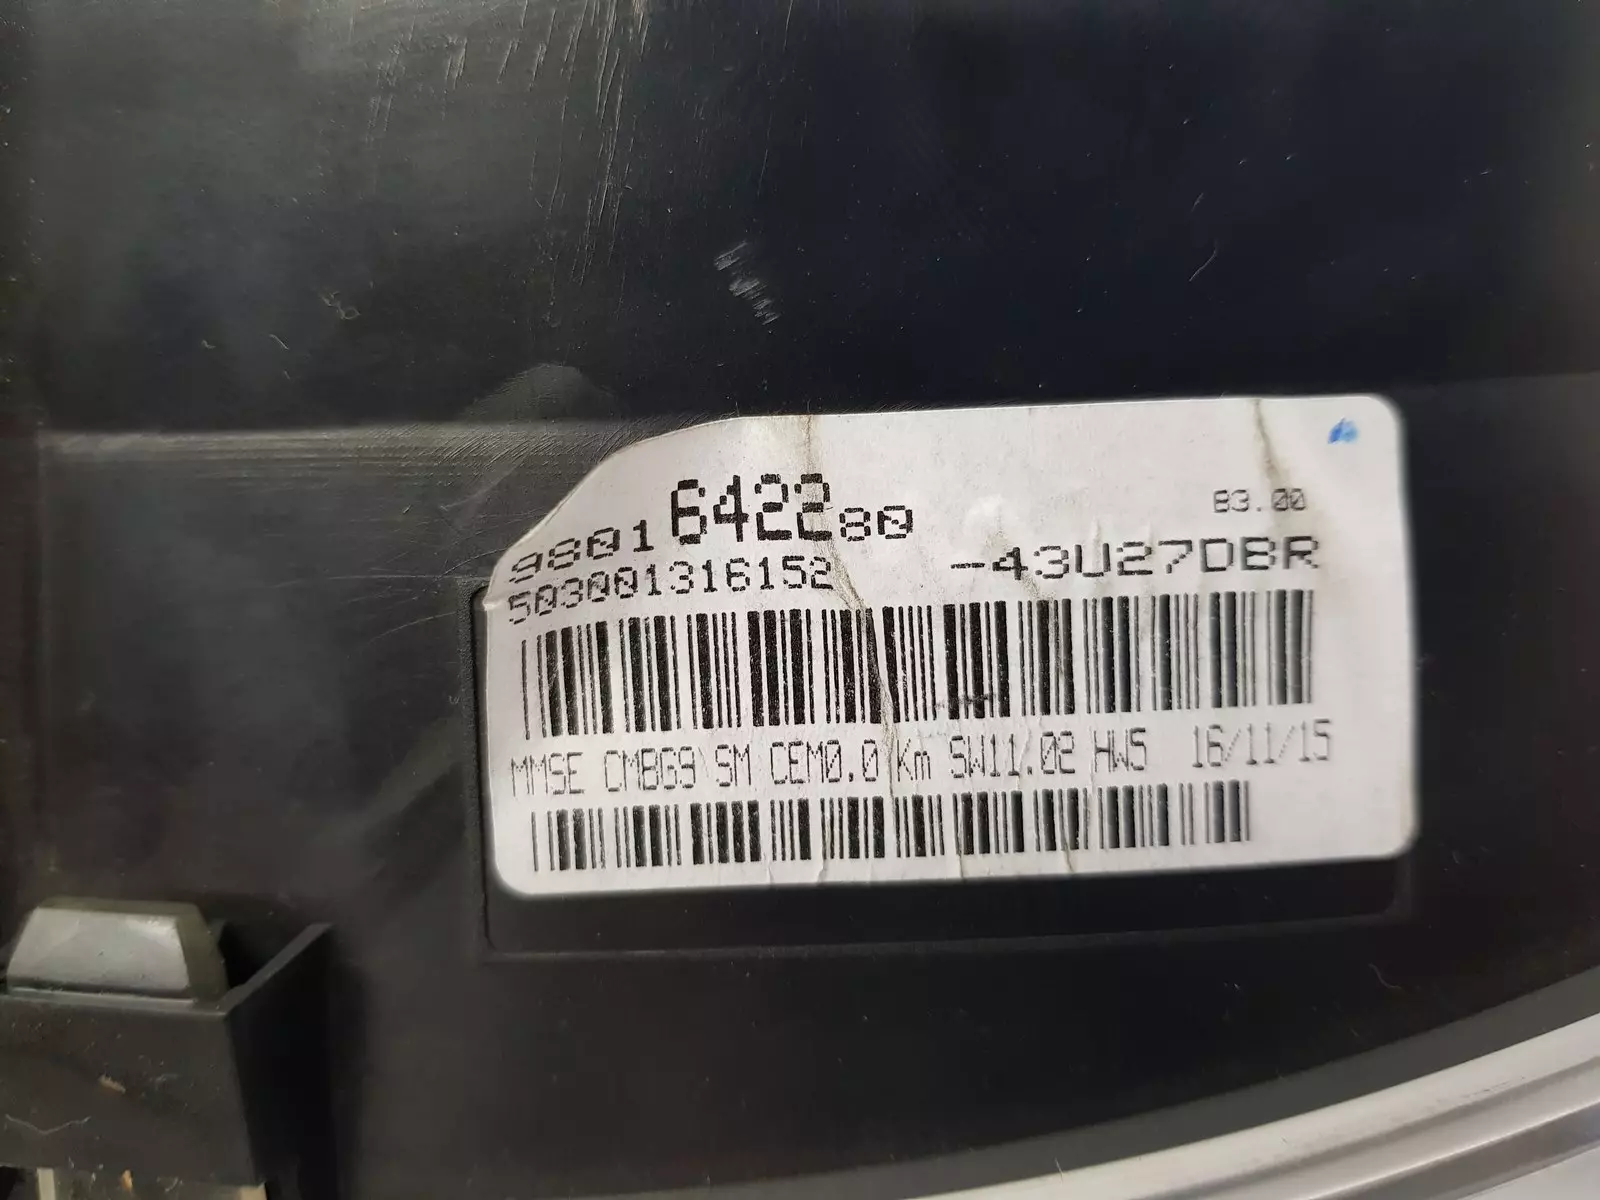 83.00
9801642280
503001316152 -43U27DBR
MMSE CMBG9 SM CEM0.0 Km SW11.02 HW5 16/11/15